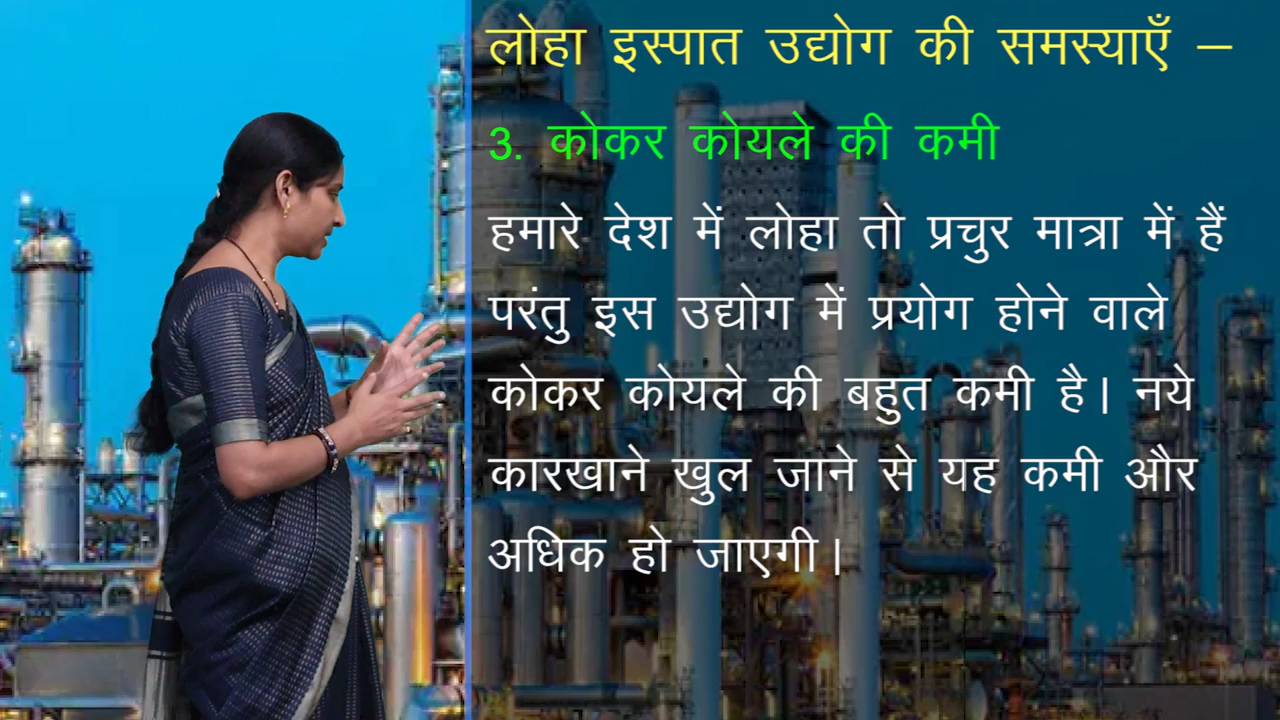 लोहा इस्पात उद्योग की समस्याएँ –
3. कोकर कोयले की कमी
हमारे देश में लोहा तो प्रचुर मात्रा में हैं
परंतु इस उद्योग में प्रयोग होने वाले
कोकर कोयले की बहुत कमी है। नये
कारखाने खुल जाने से यह कमी और
अधिक हो जाएगी।